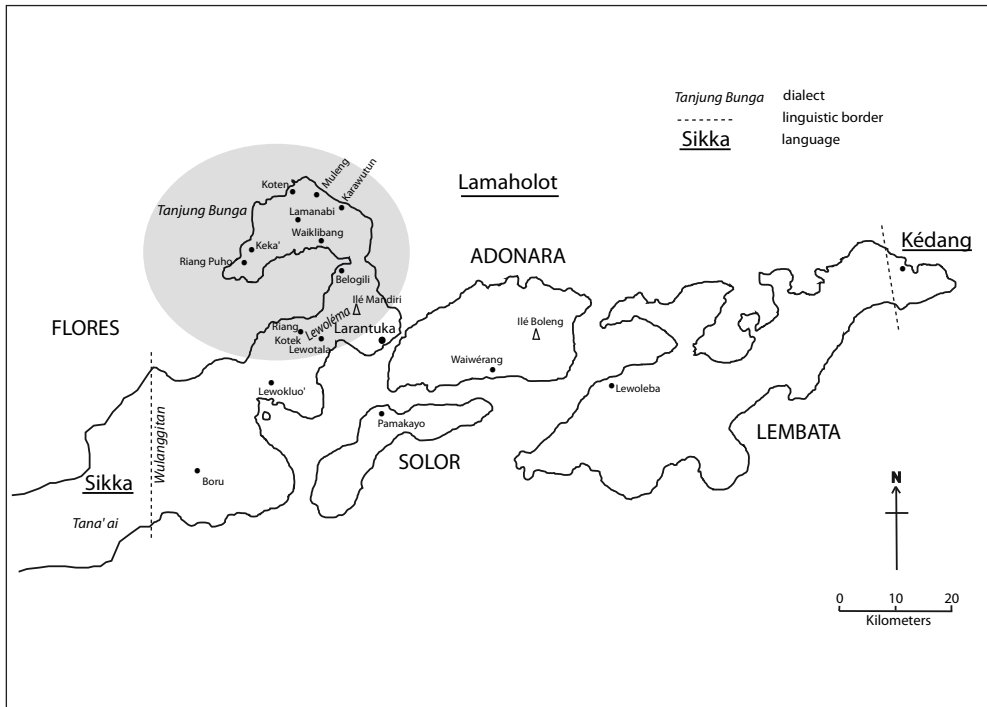 Tanjung Bunga
dialect
linguistic border
Sikka
language
Lamaholot
Koten
Muleng
Karawutun
Tanjung Bunga
Lamanabi
Waiklibang
Keka'
Riang Puho
Belogili
Ilé Mandiri
Lewoléma
Riang
Kotek
Lewotala
Larantuka
FLORES
ADONARA
Ilé Boleng
Waiwérang
Kédang
Lewoleba
LEMBATA
Lewokluo'
Pamakayo
SOLOR
Wulanggitan
Boru
Sikka
Tana' ai
N
0 10 20
Kilometers